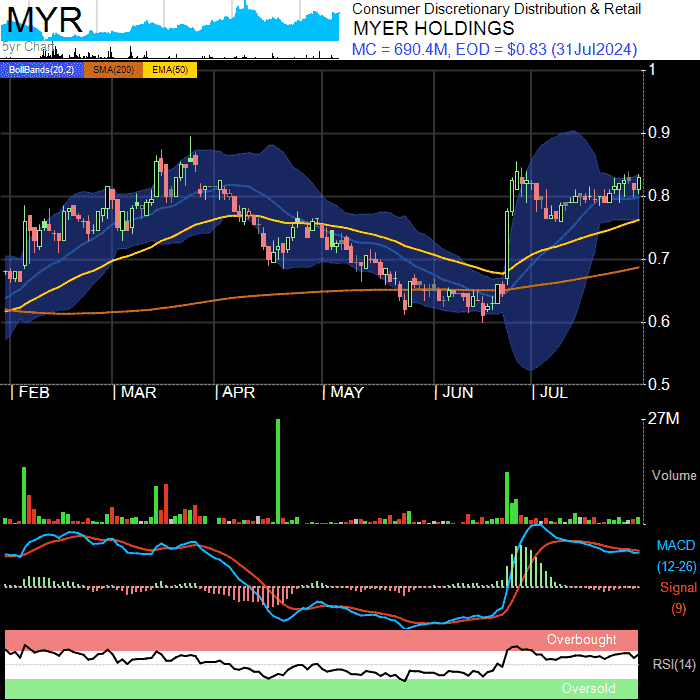 MYR
5yr Chart
Consumer Discretionary Distribution & Retail
MYER HOLDINGS
MC = 690.4M, EOD = $0.83 (31Jul2024)
BollBands(20,2) SMA(200) EMA(50)
1
0.9
0.8
0.7
0.6
0.5
FEB MAR APR MAY JUN JUL
27M
Volume
MACD
(12-26)
Signal
(9)
Overbought
RSI(14)
Oversold